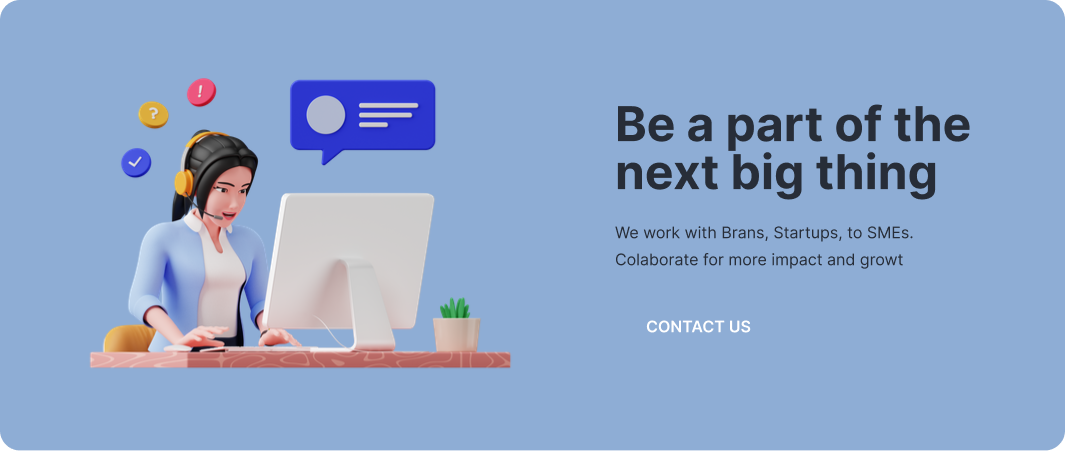 ?
!
Be a part of the
next big thing
We work with Brans, Startups, to SMEs.
Colaborate for more impact and growt
CONTACT US